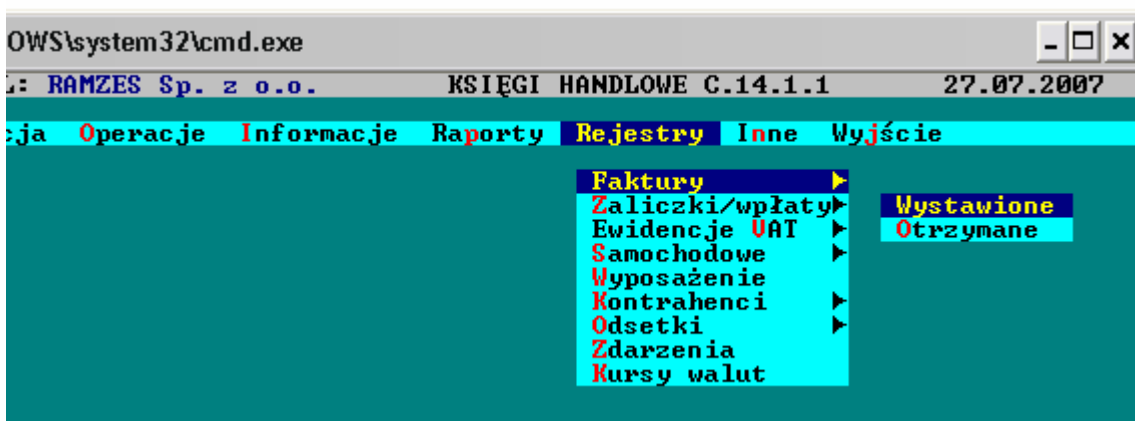 OWS\system32\cmd.exe
L: RAMZES Sp. z o.o. KSIĘGI HANDLOWE C.14.1.1 27.07.2007
cja Operacje Informacje Raporty Rejestry Inne Wyjście
Faktury
Zaliczki/wpłaty Wystawione
Ewidencje VAT Otrzymane
Samochodowe
Wyposażenie
Kontrahenci
Odsetki
Zdarzenia
Kursy walut